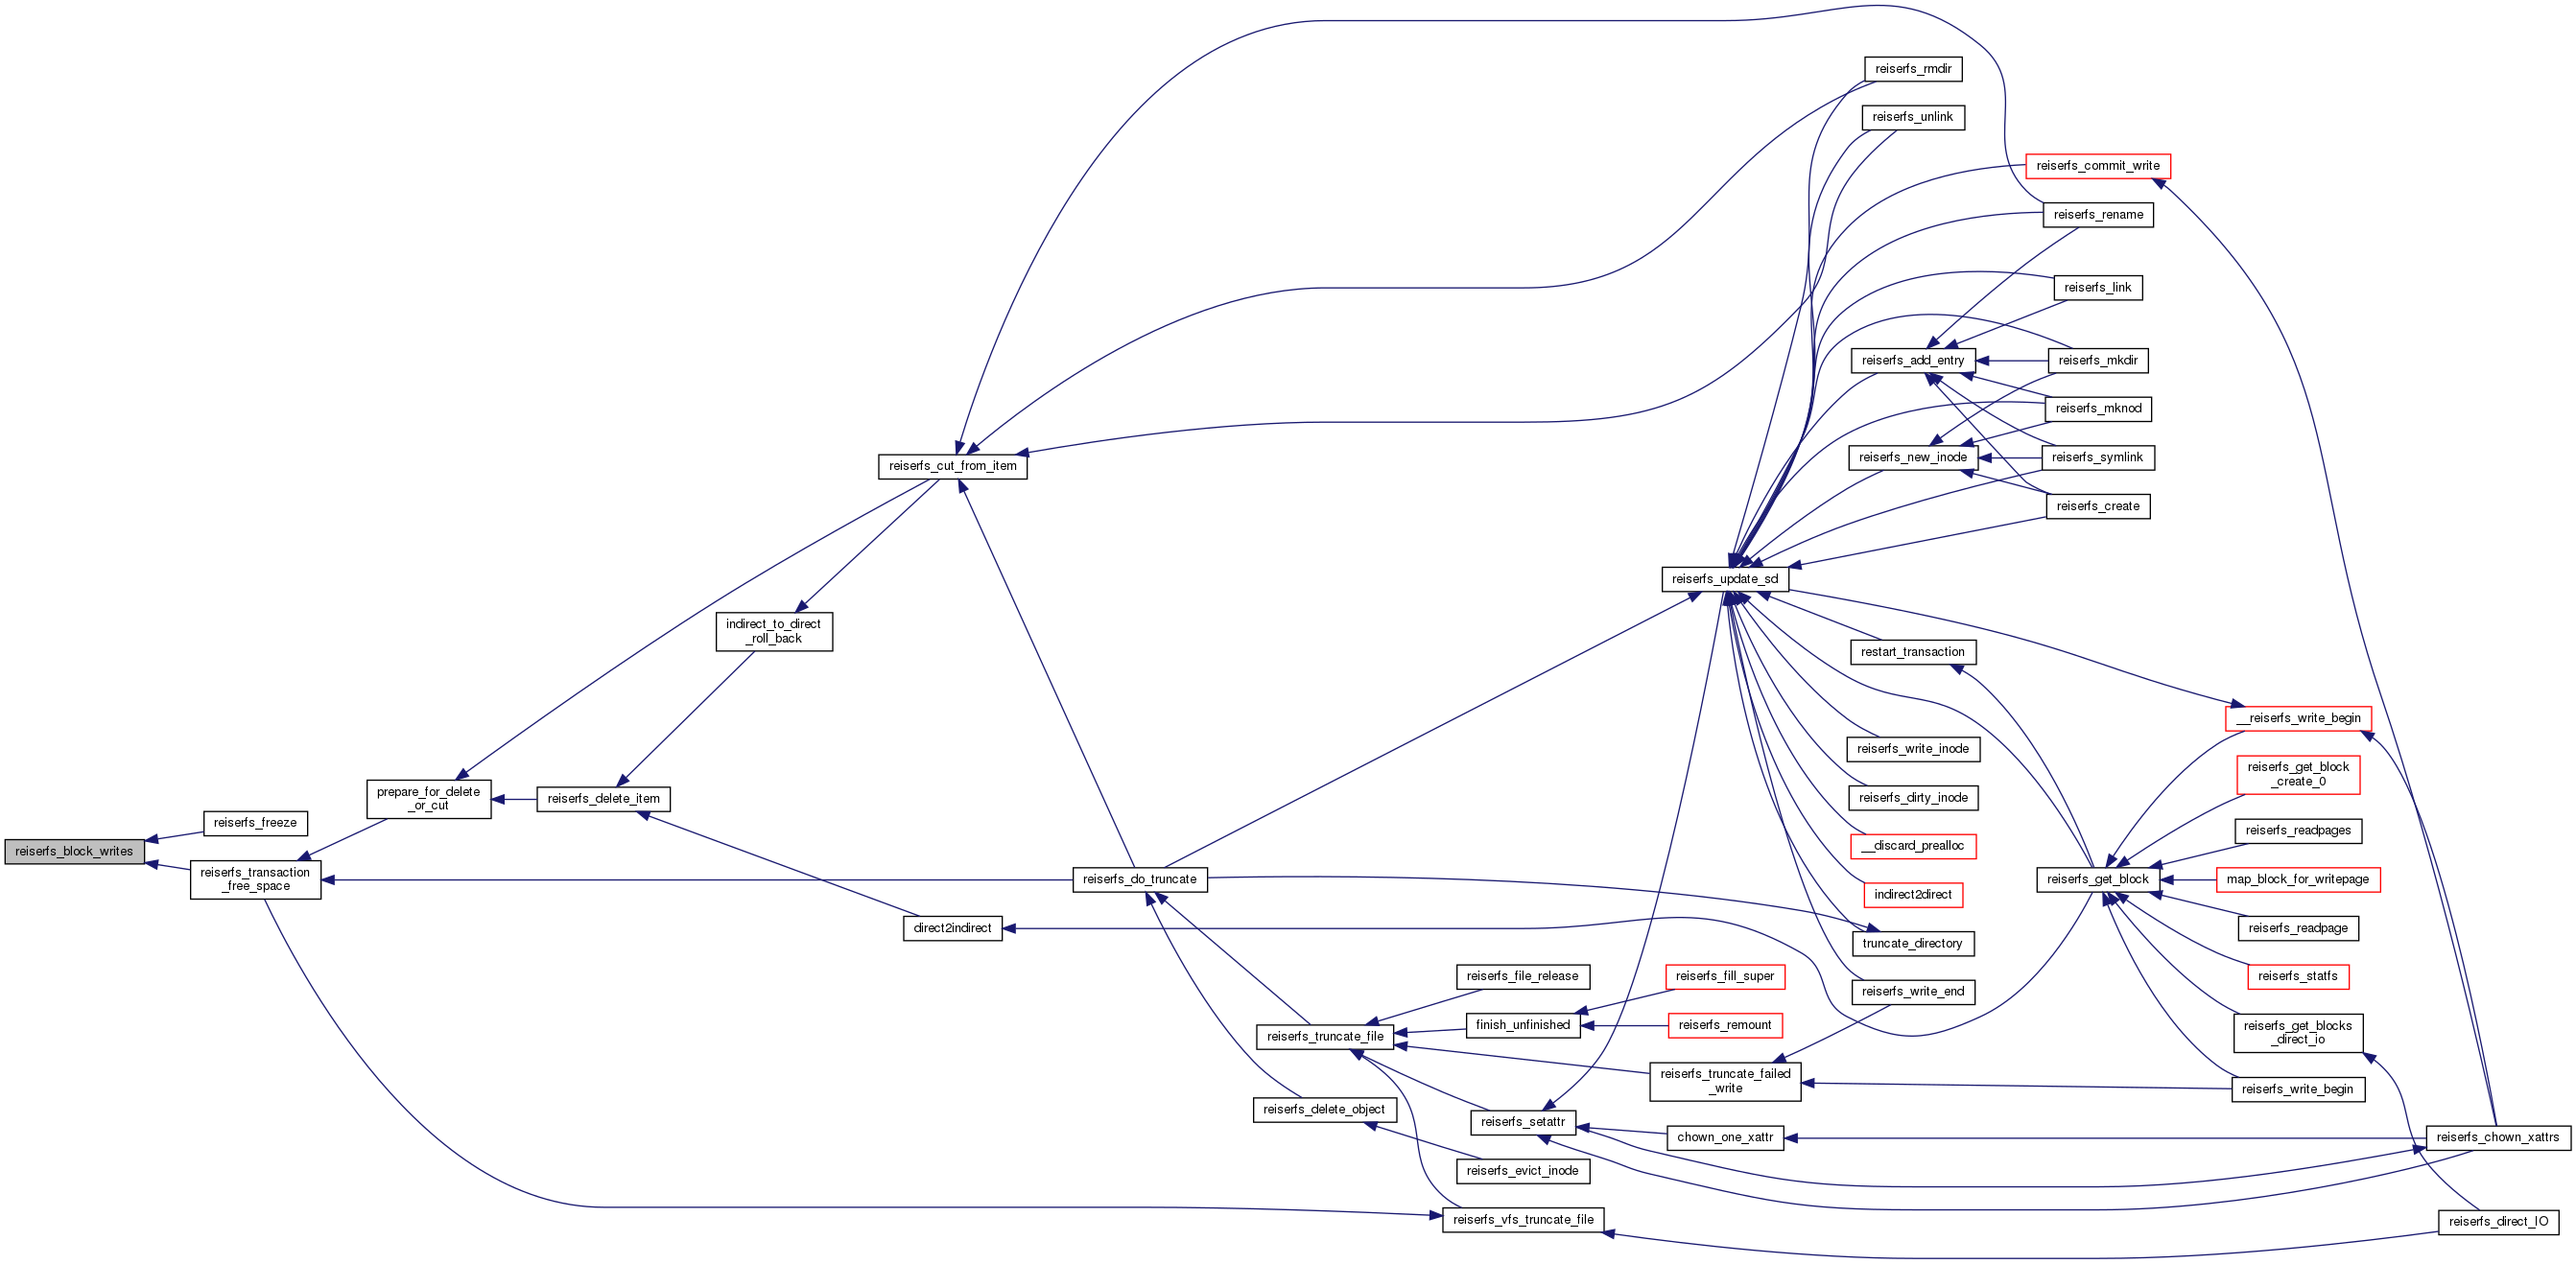 reiserfs_block_writes
reiserfs_freeze
reiserfs_transaction
_free_space
prepare_for_delete
_or_cut
reiserfs_delete_item
indirect_to_direct
_roll_back
reiserfs_cut_from_item
direct2indirect
reiserfs_do_truncate
reiserfs_truncate_file
reiserfs_delete_object
reiserfs_file_release
finish_unfinished
reiserfs_setattr
reiserfs_evict_inode
reiserfs_vfs_truncate_file
reiserfs_update_sd
reiserfs_fill_super
reiserfs_remount
reiserfs_truncate_failed
_write
chown_one_xattr
reiserfs_rmdir
reiserfs_unlink
reiserfs_add_entry
reiserfs_new_inode
restart_transaction
reiserfs_write_inode
reiserfs_dirty_inode
__discard_prealloc
indirect2direct
truncate_directory
reiserfs_write_end
reiserfs_commit_write
reiserfs_rename
reiserfs_link
reiserfs_mkdir
reiserfs_mknod
reiserfs_symlink
reiserfs_create
reiserfs_get_block
__reiserfs_write_begin
reiserfs_get_block
_create_0
reiserfs_readpages
map_block_for_writepage
reiserfs_readpage
reiserfs_statfs
reiserfs_get_blocks
_direct_io
reiserfs_write_begin
reiserfs_chown_xattrs
reiserfs_direct_IO